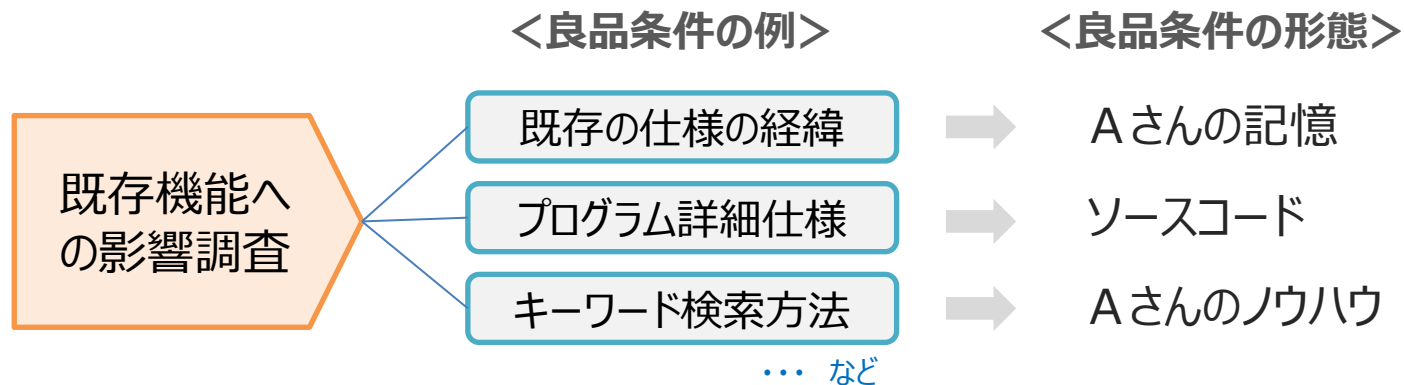 ＜良品条件の例＞
＜良品条件の形態＞
既存機能へ
の影響調査
既存の仕様の経緯
Aさんの記憶
プログラム詳細仕様
ソースコード
キーワード検索方法
Aさんのノウハウ
・・・ など